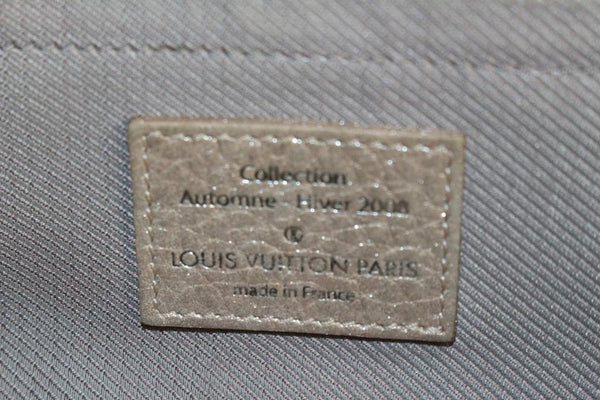 Collection
Automne - Hiver 2008
®
LOUIS VUITTON PARIS
made in France